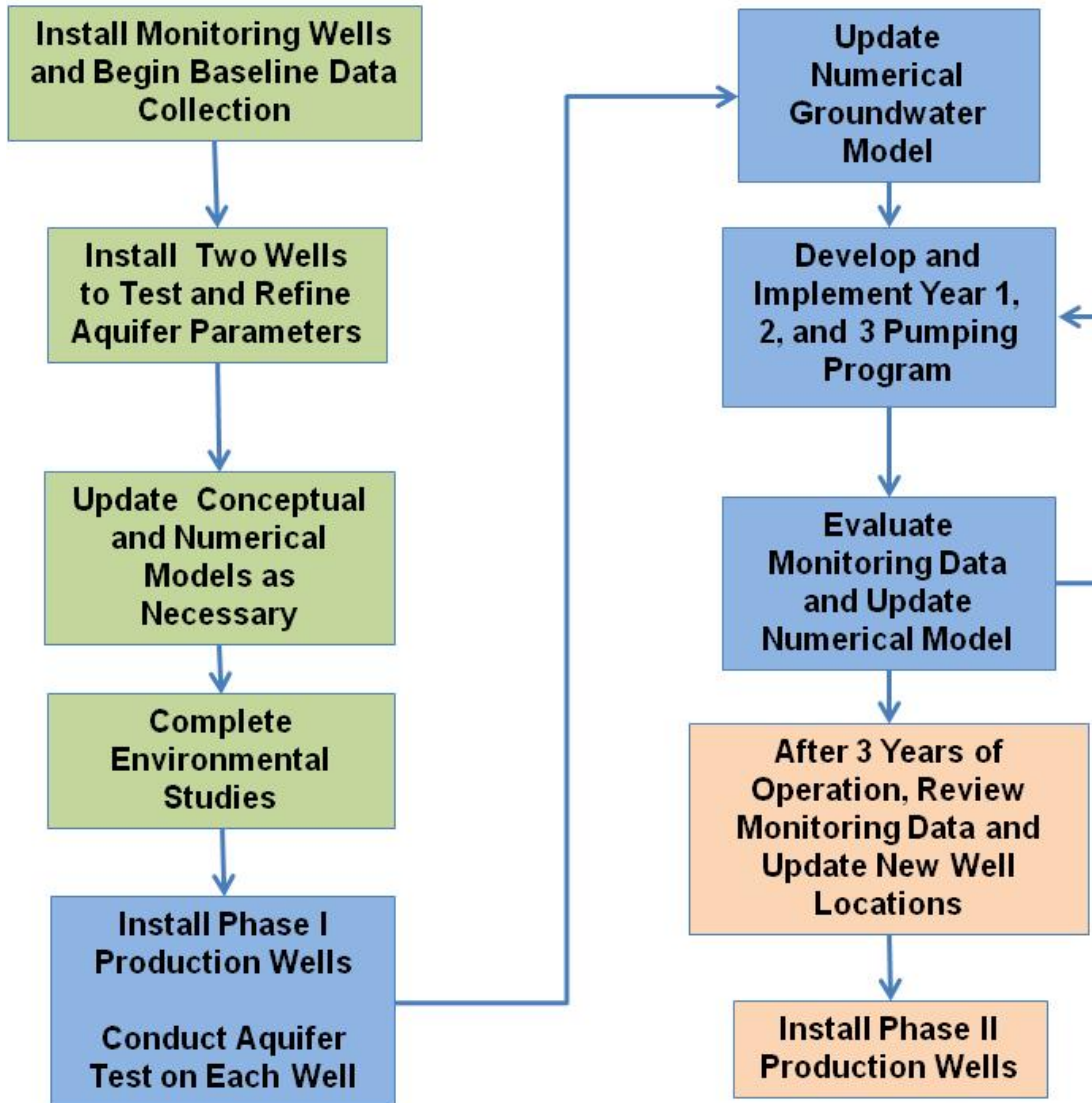 Install Monitoring Wells
and Begin Baseline Data
Collection
Install Two Wells
to Test and Refine
Aquifer Parameters
Update Conceptual
and Numerical
Models as
Necessary
Complete
Environmental
Studies
Install Phase I
Production Wells
Conduct Aquifer
Test on Each Well
Update
Numerical
Groundwater
Model
Develop and
Implement Year 1,
2, and 3 Pumping
Program
Evaluate
Monitoring Data
and Update
Numerical Model
After 3 Years of
Operation, Review
Monitoring Data and
Update New Well
Locations
Install Phase II
Production Wells